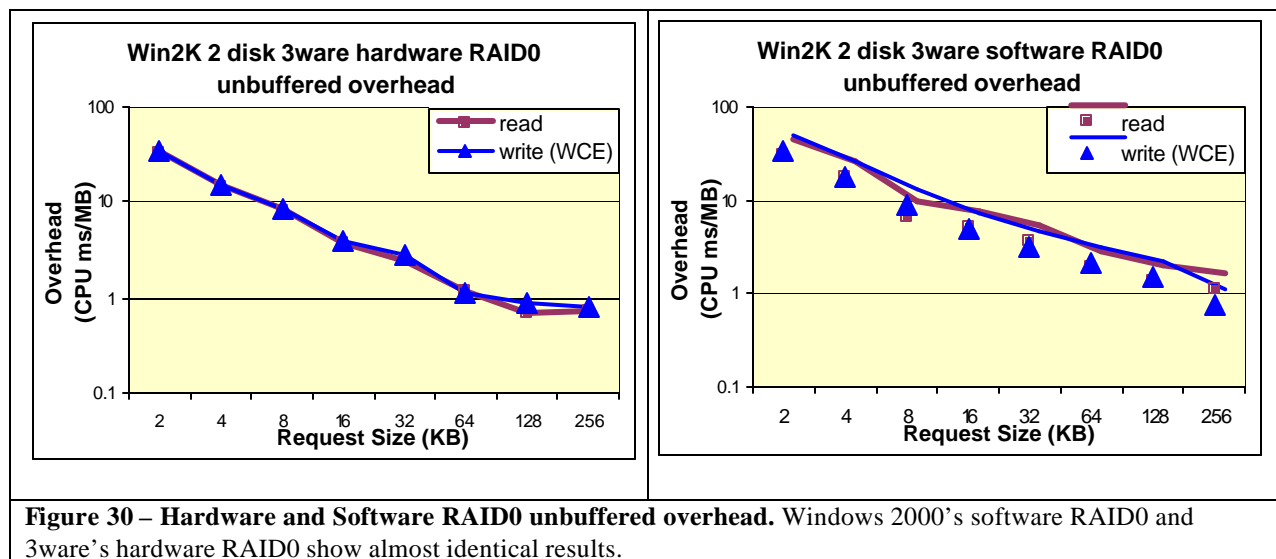 Win2K 2 disk 3ware hardware RAID0
unbuffered overhead
100
10
1
0.1
Overhead
(CPU ms/MB)
read
write (WCE)
2 4 8 16 32 64 128 256
Request Size (KB)
Win2K 2 disk 3ware software RAID0
unbuffered overhead
100
10
1
0.1
Overhead
(CPU ms/MB)
read
write (WCE)
2 4 8 16 32 64 128 256
Request Size (KB)
Figure 30 – Hardware and Software RAID0 unbuffered overhead. Windows 2000's software RAID0 and
3ware's hardware RAID0 show almost identical results.